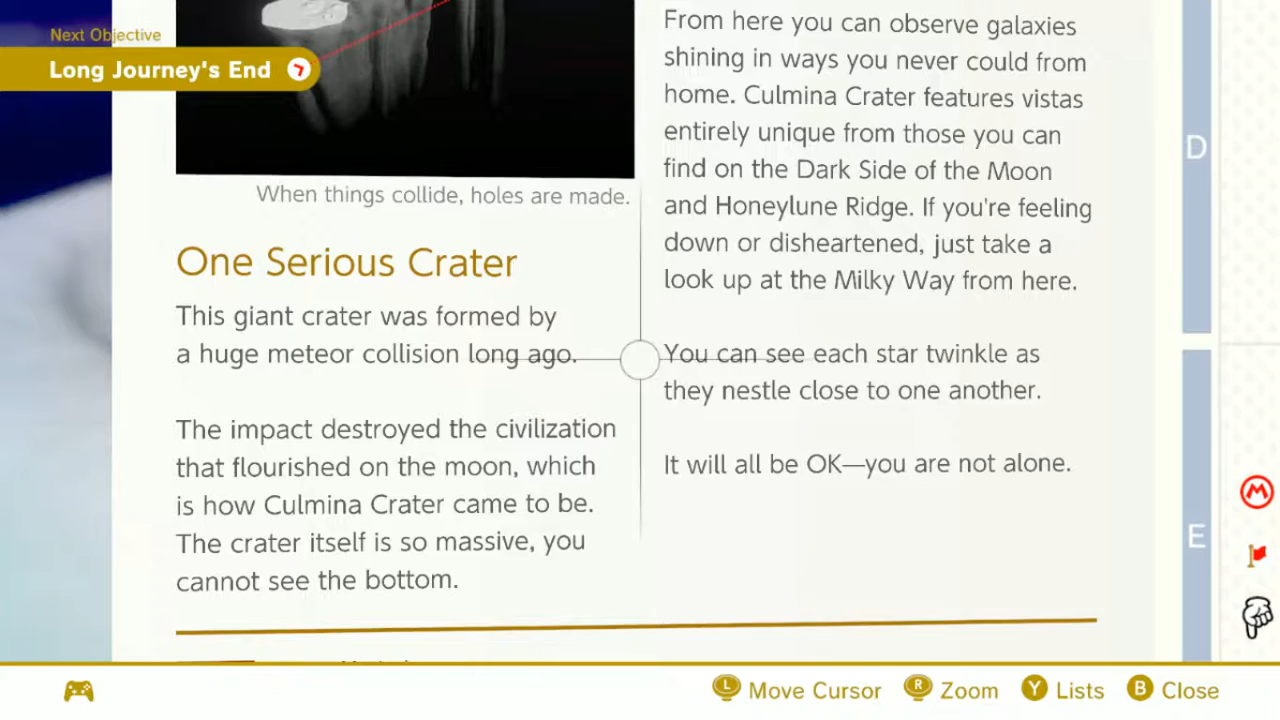 Next Objective
Long Journey's End
When things collide, holes are made.
One Serious Crater
This giant crater was formed by
a huge meteor collision long ago.
The impact destroyed the civilization
that flourished on the moon, which
is how Culmina Crater came to be.
The crater itself is so massive, you
cannot see the bottom.
From here you can observe galaxies
shining in ways you never could from
home. Culmina Crater features vistas
entirely unique from those you can
find on the Dark Side of the Moon
and Honeylune Ridge. If you're feeling
down or disheartened, just take a
look up at the Milky Way from here.
You can see each star twinkle as
they nestle close to one another.
It will all be OK—you are not alone.
D
E
M
L Move Cursor R Zoom Y Lists B Close